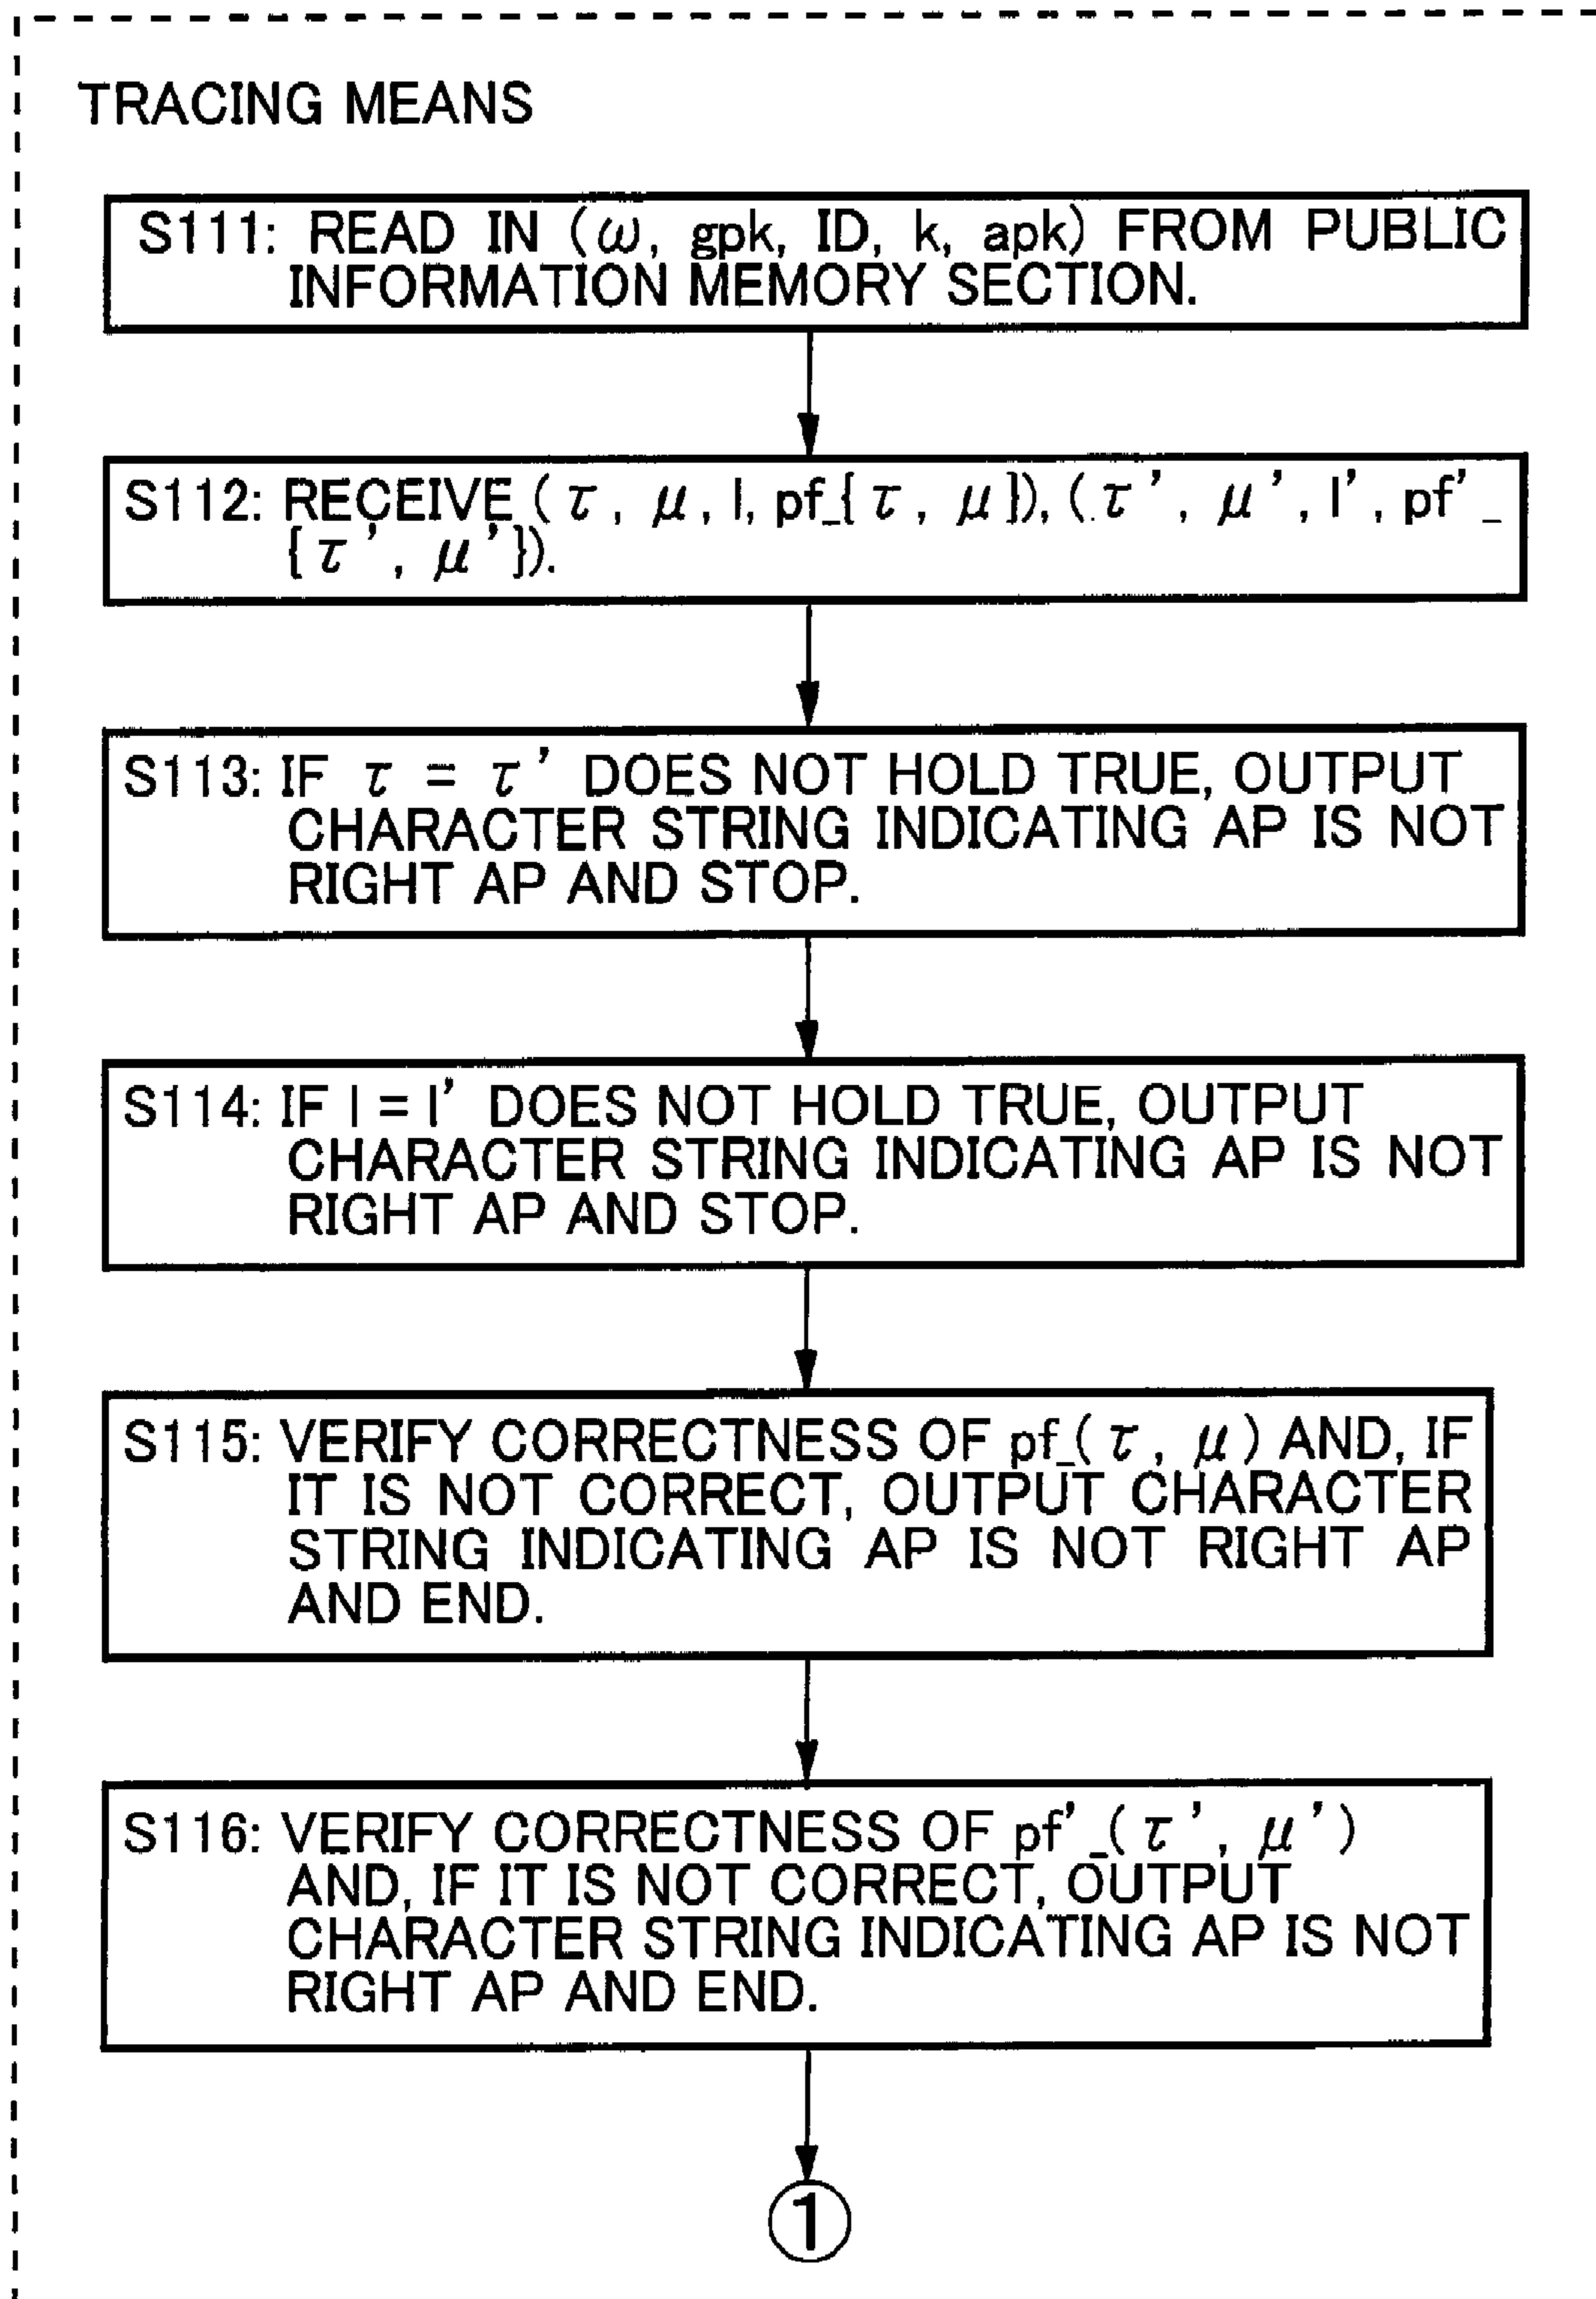 TRACING MEANS
S111: READ IN (ω, gpk, ID, k, apk) FROM PUBLIC
INFORMATION MEMORY SECTION.
S112: RECEIVE (τ, μ, l, pf_{τ, μ}), (τ', μ', l', pf'_
{τ', μ'}).
S113: IF τ = τ' DOES NOT HOLD TRUE, OUTPUT
CHARACTER STRING INDICATING AP IS NOT
RIGHT AP AND STOP.
S114: IF l = l' DOES NOT HOLD TRUE, OUTPUT
CHARACTER STRING INDICATING AP IS NOT
RIGHT AP AND STOP.
S115: VERIFY CORRECTNESS OF pf_(τ, μ) AND, IF
IT IS NOT CORRECT, OUTPUT CHARACTER
STRING INDICATING AP IS NOT RIGHT AP
AND END.
S116: VERIFY CORRECTNESS OF pf'_(τ', μ')
AND, IF IT IS NOT CORRECT, OUTPUT
CHARACTER STRING INDICATING AP IS NOT
RIGHT AP AND END.
①